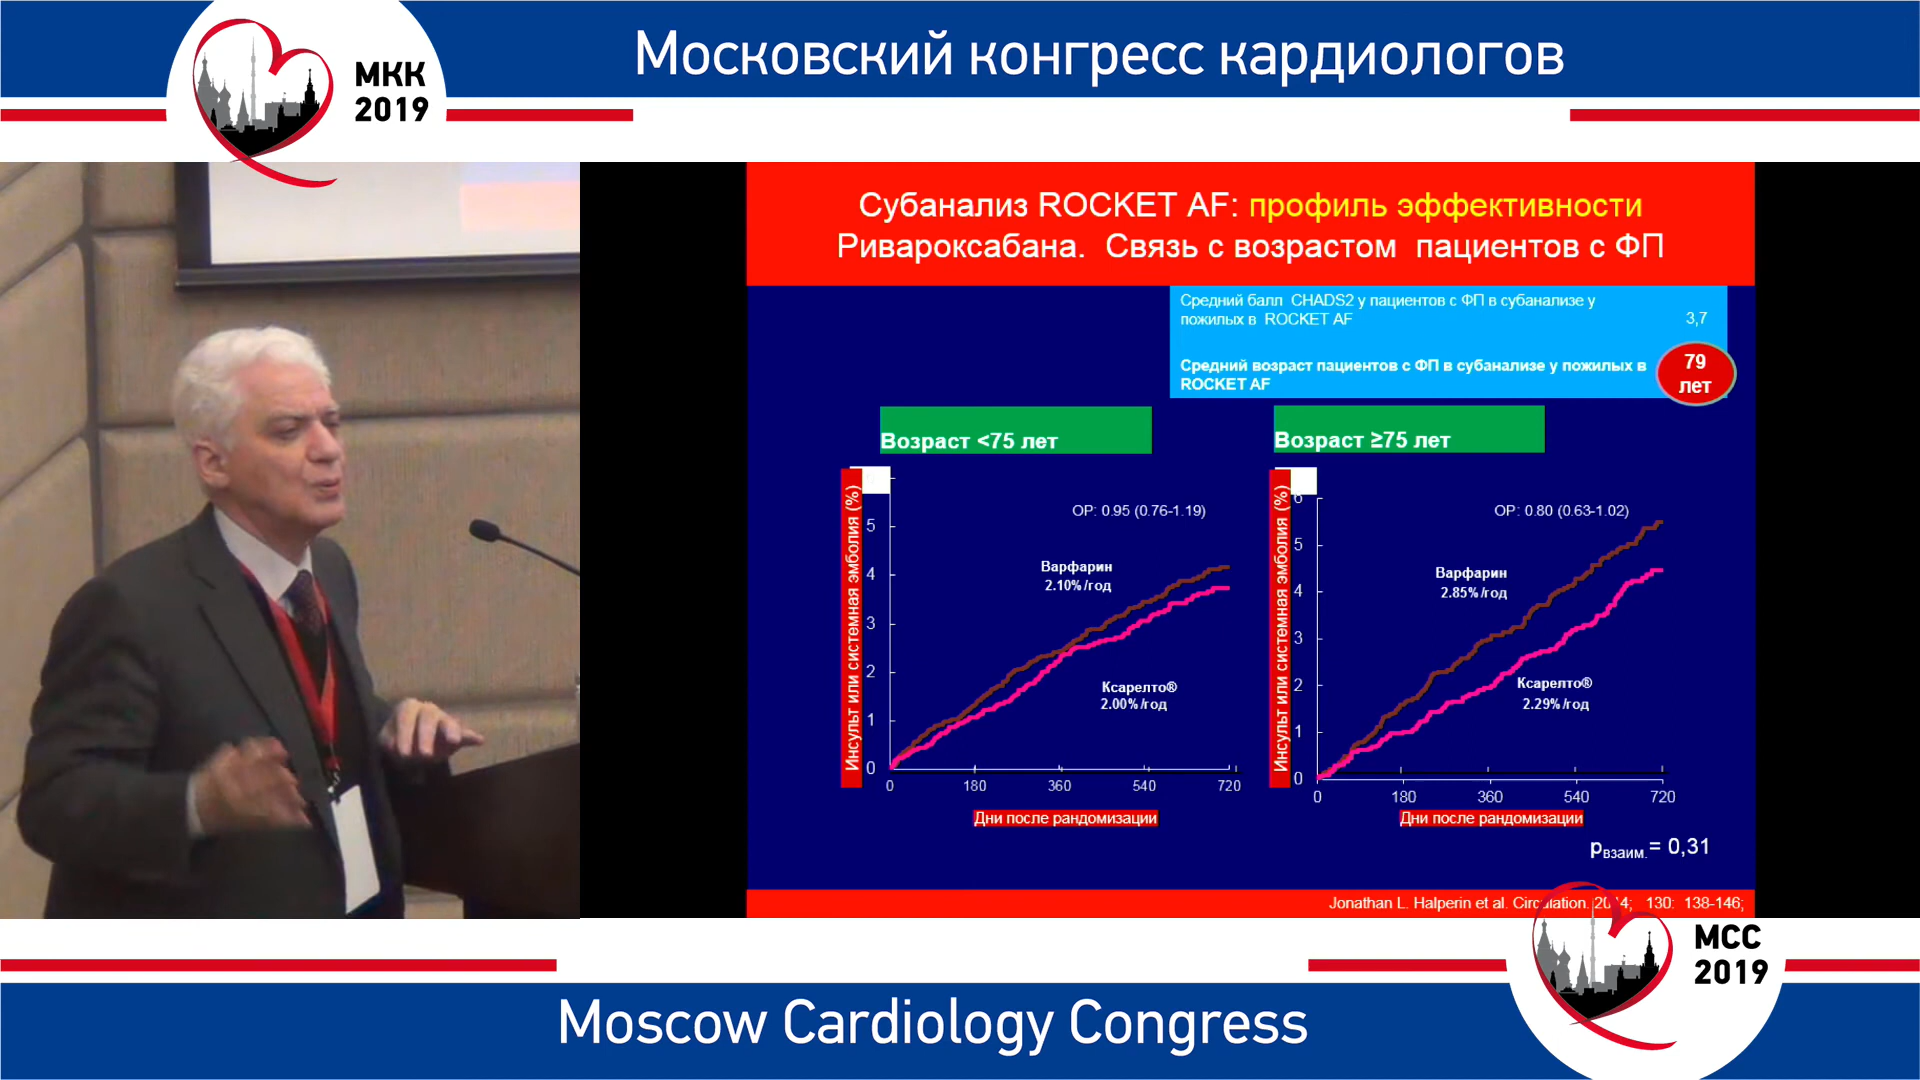 Московский конгресс кардиологов
МКК
2019
Субанализ ROCKET AF: профиль эффективности
Ривароксабана. Связь с возрастом пациентов с ФП
Средний балл CHADS2 у пациентов с ФП в субанализе у
пожилых в ROCKET AF
3,7
Средний возраст пациентов с ФП в субанализе у пожилых в
ROCKET AF
79
лет
Возраст <75 лет
Инсульт или системная эмболия (%)
5
4
3
2
1
0
ОР: 0.95 (0.76-1.19)
Варфарин
2.10%/год
Ксарелто®
2.00%/год
0 180 360 540 720
Дни после рандомизации
Возраст ≥75 лет
Инсульт или системная эмболия (%)
6
5
4
3
2
1
0
ОР: 0.80 (0.63-1.02)
Варфарин
2.85%/год
Ксарелто®
2.29%/год
0 180 360 540 720
Дни после рандомизации
pвзаим.= 0,31
Jonathan L. Halperin et al. Circulation. 2014; 130: 138-146;
МСС
2019
Moscow Cardiology Congress